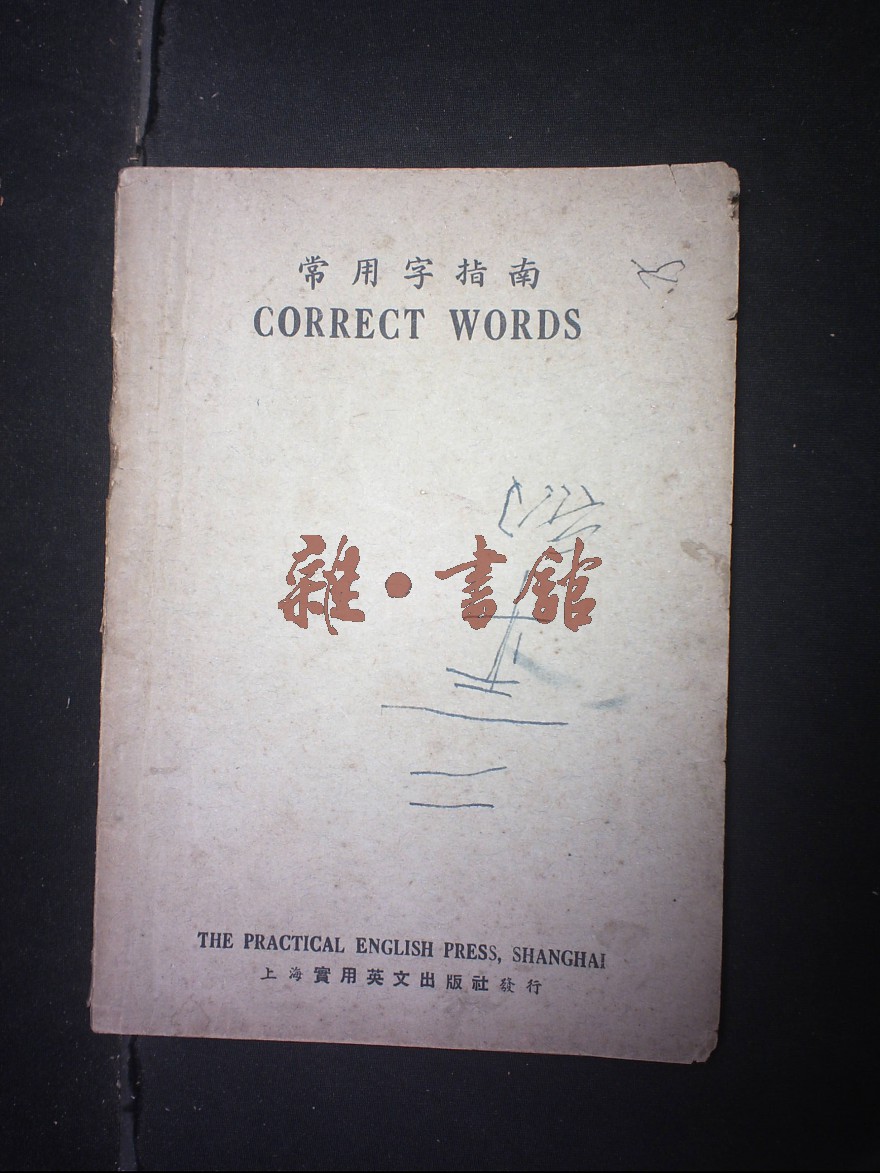 常用字指南
CORRECT WORDS
雜·書館
THE PRACTICAL ENGLISH PRESS, SHANGHAI
上海實用英文出版社發行